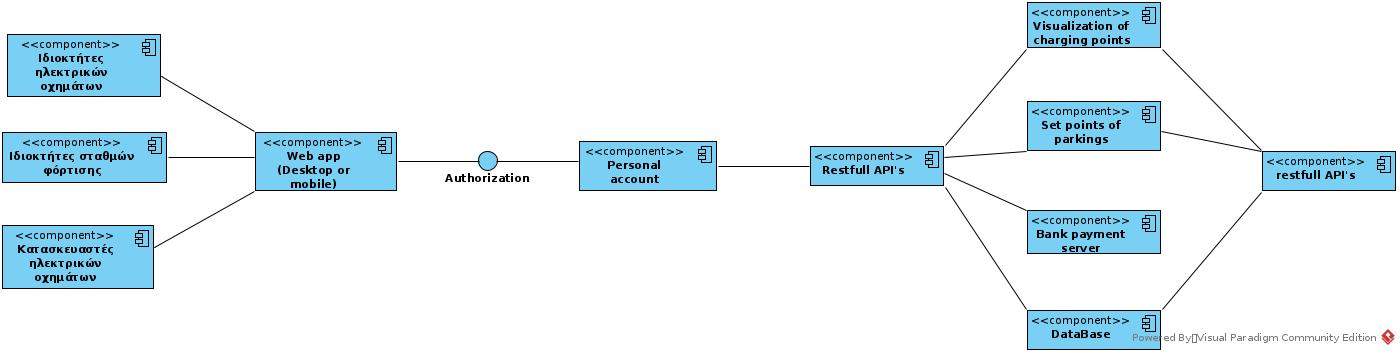 <<component>>
Ιδιοκτήτες
ηλεκτρικών
οχημάτων
<<component>>
Ιδιοκτήτες σταθμών
φόρτισης
<<component>>
Κατασκευαστές
ηλεκτρικών
οχημάτων
<<component>>
Web app
(Desktop or
mobile)
Authorization
<<component>>
Personal
account
<<component>>
Restfull API's
<<component>>
Visualization of
charging points
<<component>>
Set points of
parkings
<<component>>
Bank payment
server
<<component>>
DataBase
<<component>>
restfull API's
Powered By▯Visual Paradigm Community Edition